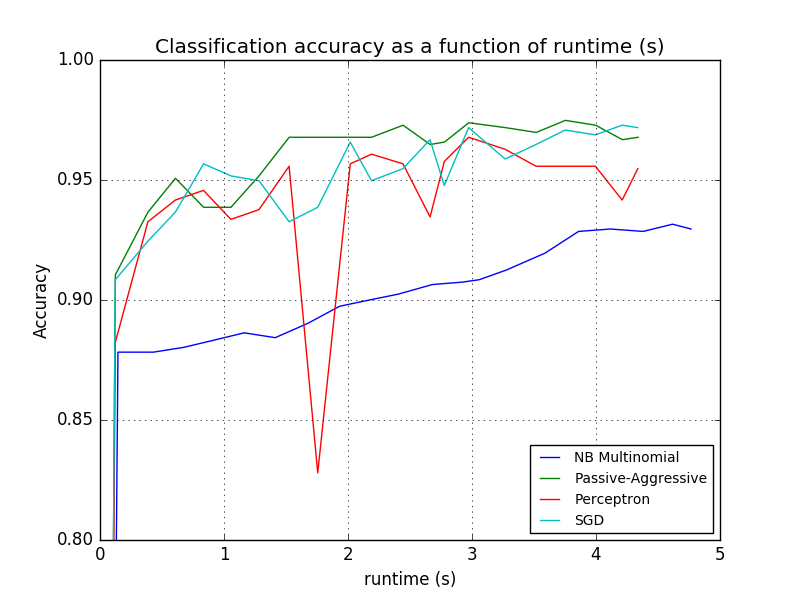 Classification accuracy as a function of runtime (s)
1.00
0.95
0.90
0.85
0.80
Accuracy
0 1 2 3 4 5
runtime (s)
NB Multinomial
Passive-Aggressive
Perceptron
SGD